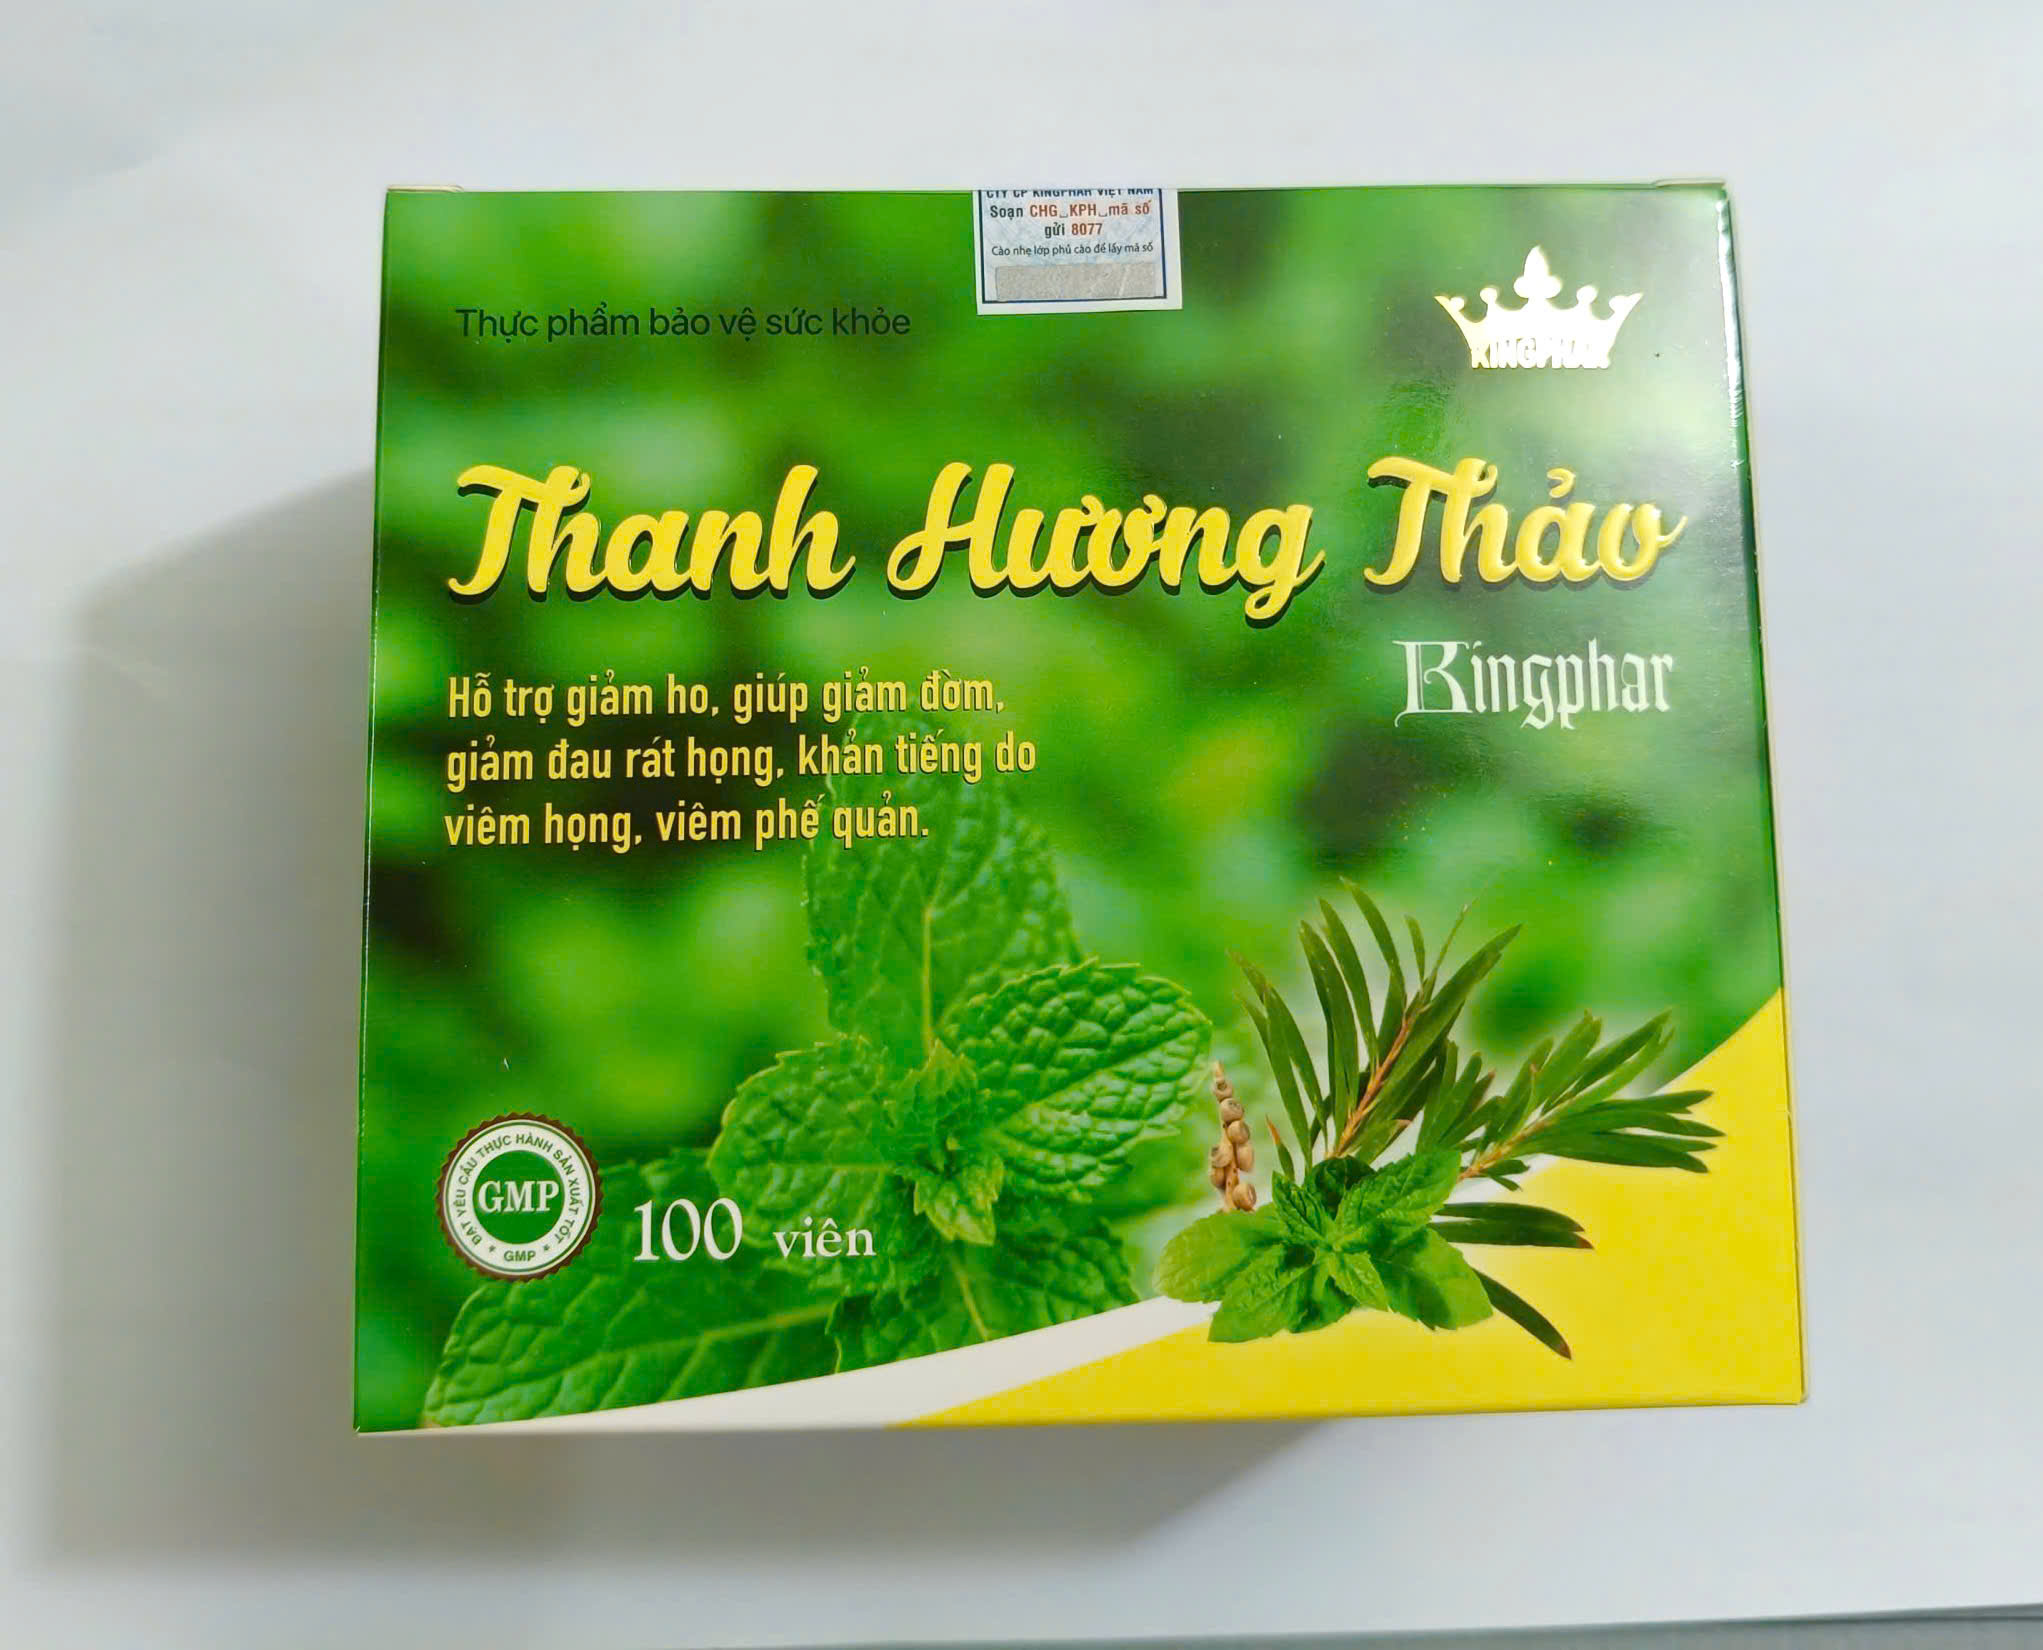 CTY CP KINGPHAR VIỆT NAM
Soạn CHG_KPH_mã số
gửi 8077
Cào nhẹ lớp phủ cào để lấy mã số
Thực phẩm bảo vệ sức khỏe
KINGPHAR
Thanh Hương Thảo
Kingphar
Hỗ trợ giảm ho, giúp giảm đờm,
giảm đau rát họng, khản tiếng do
viêm họng, viêm phế quản.
ĐẠT YÊU CẦU THỰC HÀNH SẢN XUẤT TỐT
GMP
GMP
100 viên